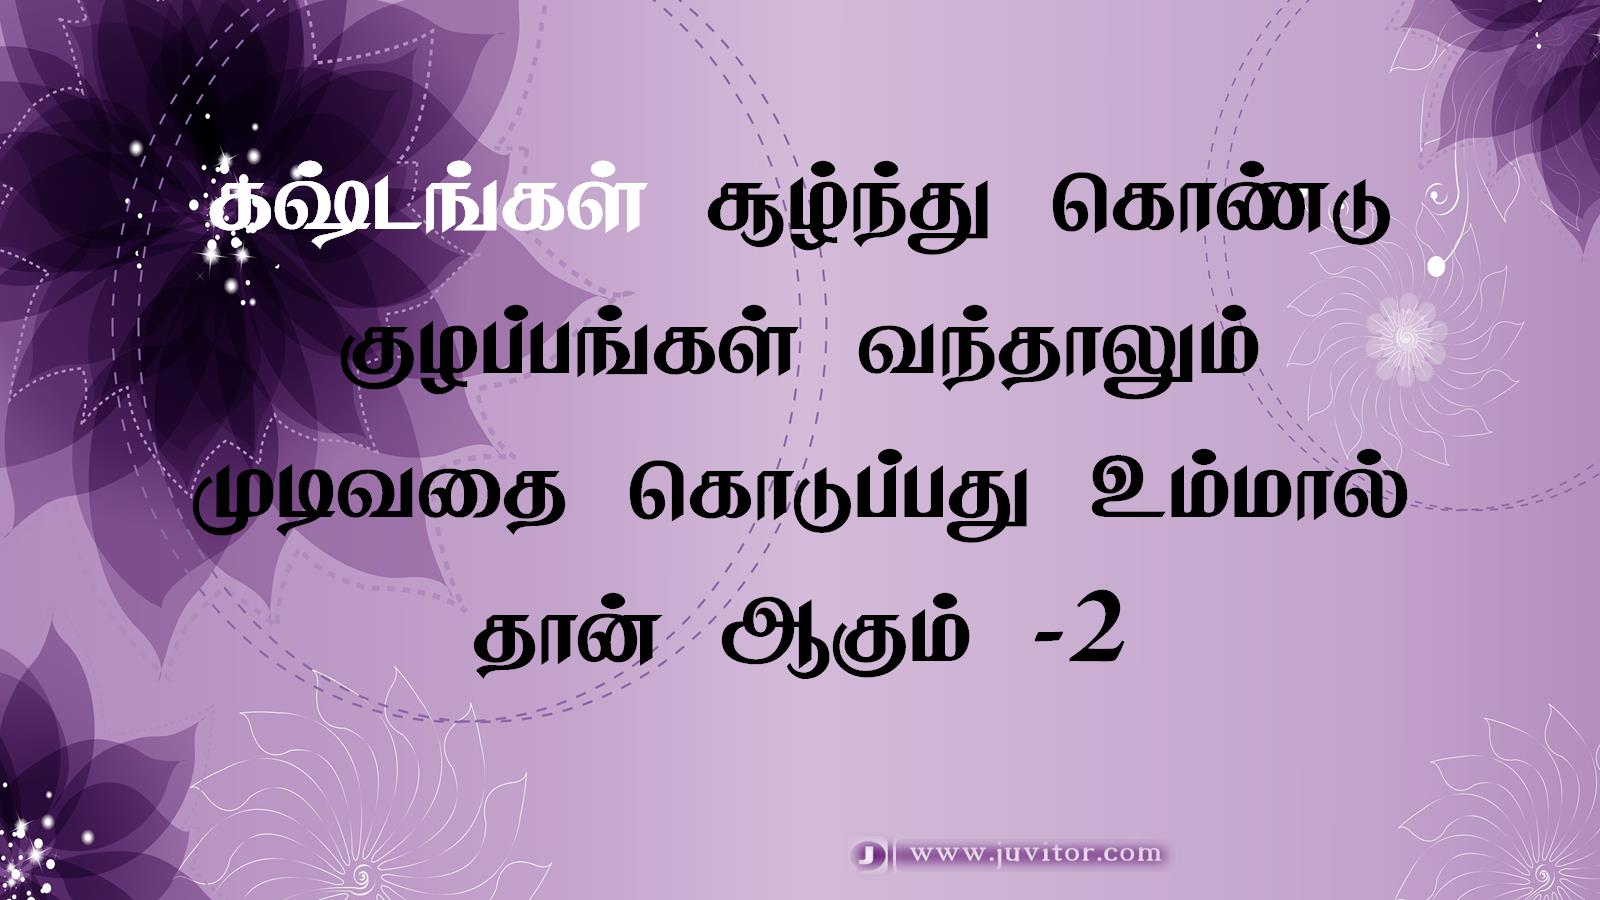 கஷ்டங்கள் சூழ்ந்து கொண்டு
குழப்பங்கள் வந்தாலும்
முடிவதை கொடுப்பது உம்மால்
தான் ஆகும் -2
J www.juvitor.com